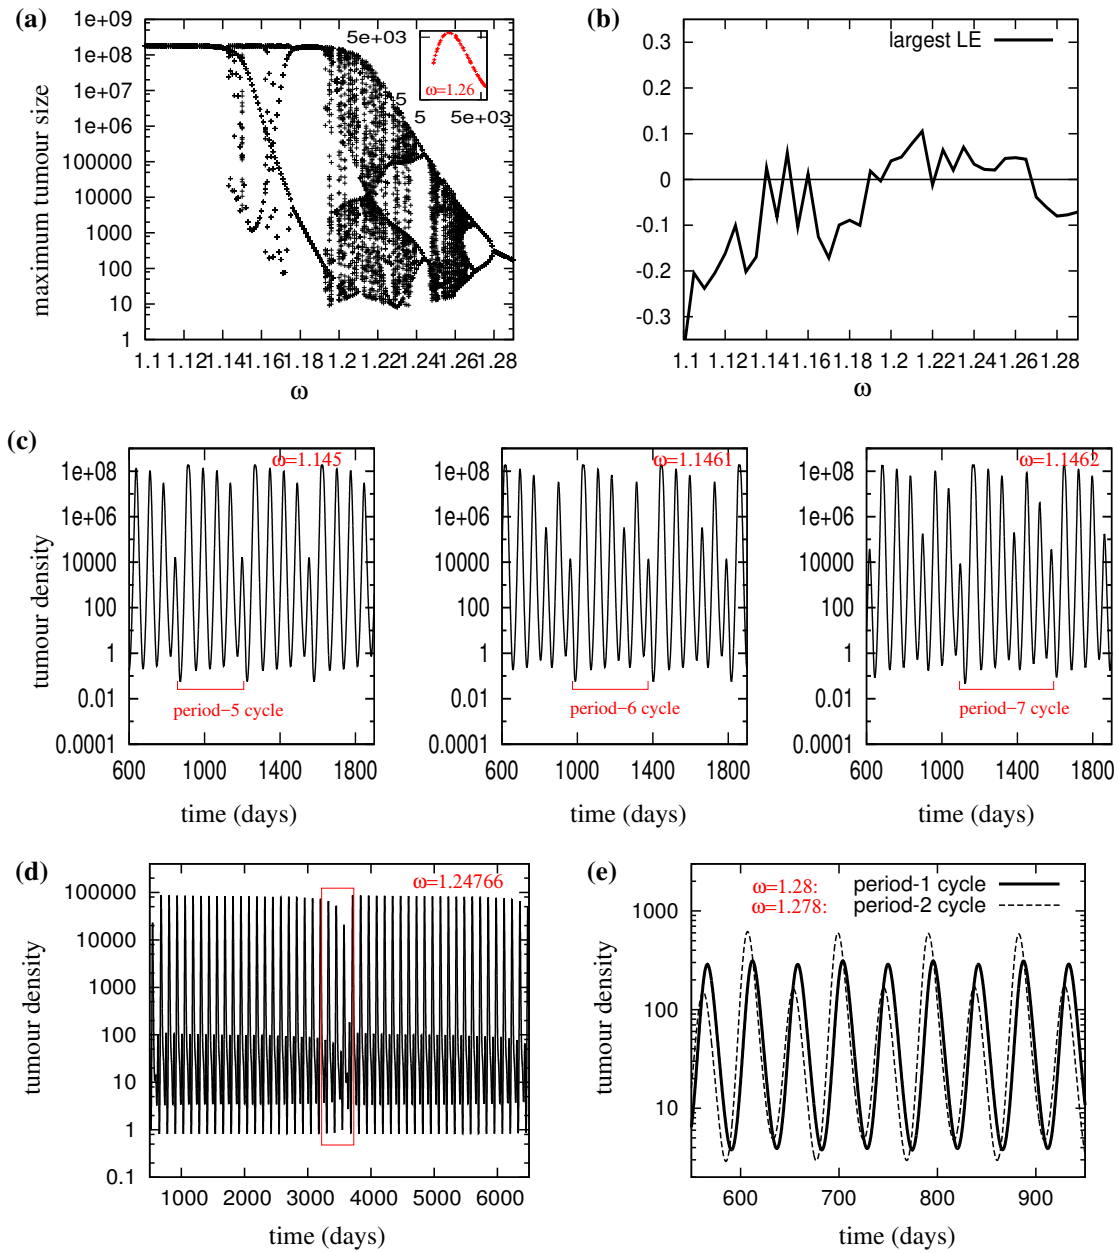 (a)
1e+09
1e+08
1e+07
1e+06
100000
10000
1000
100
10
1
maximum tumour size
1.1 1.12 1.14 1.16 1.18 1.2 1.22 1.24 1.26 1.28
ω
5e+03
5
ω=1.26
5 5e+03
(b)
largest LE
0.3
0.2
0.1
0
-0.1
-0.2
-0.3
1.1 1.12 1.14 1.16 1.18 1.2 1.22 1.24 1.26 1.28
ω
(c)
tumour density
1e+08
1e+06
10000
100
1
0.01
0.0001
ω=1.145
period-5 cycle
600 1000 1400 1800
time (days)
1e+08
1e+06
10000
100
1
0.01
0.0001
ω=1.1461
period-6 cycle
600 1000 1400 1800
time (days)
1e+08
1e+06
10000
100
1
0.01
0.0001
ω=1.1462
period-7 cycle
600 1000 1400 1800
time (days)
(d)
tumour density
100000
10000
1000
100
10
1
0.1
ω=1.24766
1000 2000 3000 4000 5000 6000
time (days)
(e)
tumour density
1000
100
10
ω=1.28: period-1 cycle
ω=1.278: period-2 cycle
600 700 800 900
time (days)